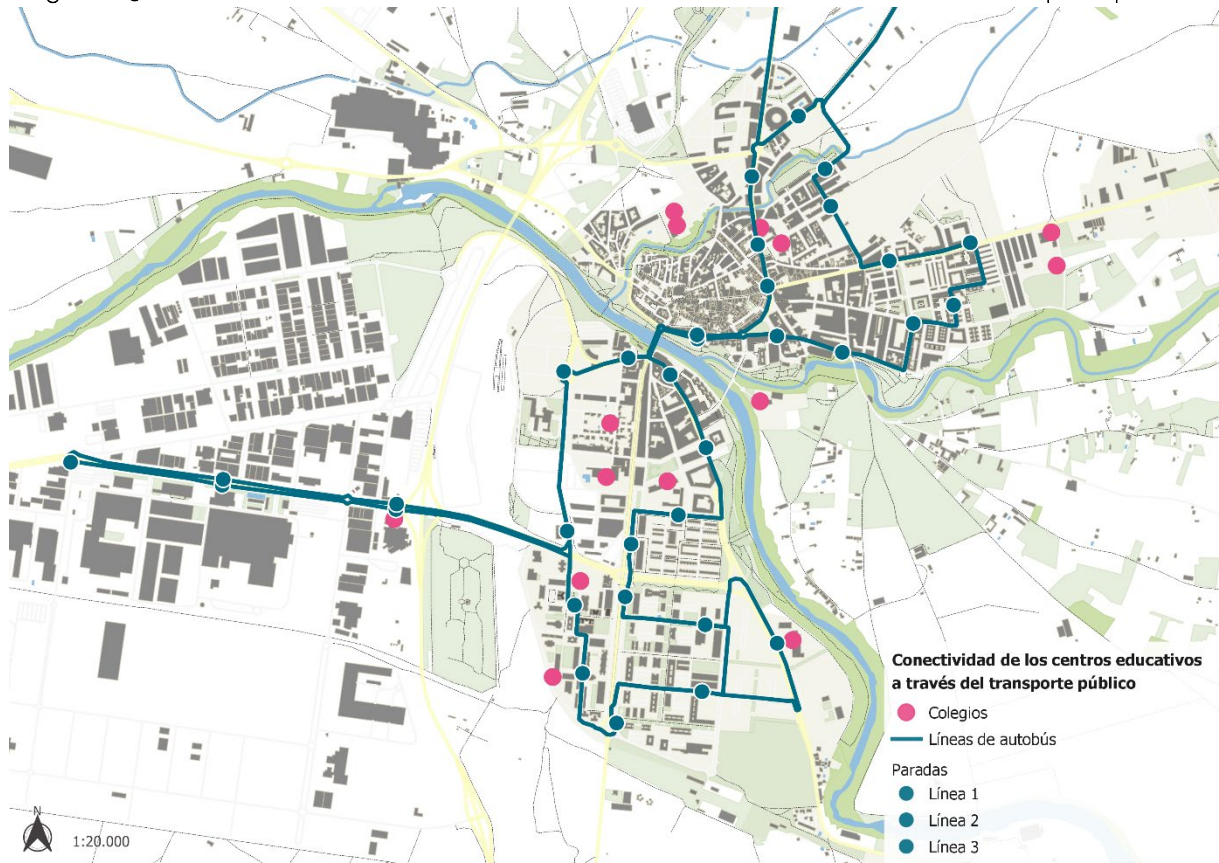 Conectividad de los centros educativos
a través del transporte público
Colegios
Líneas de autobús
Paradas
Línea 1
Línea 2
Línea 3
N
1:20.000